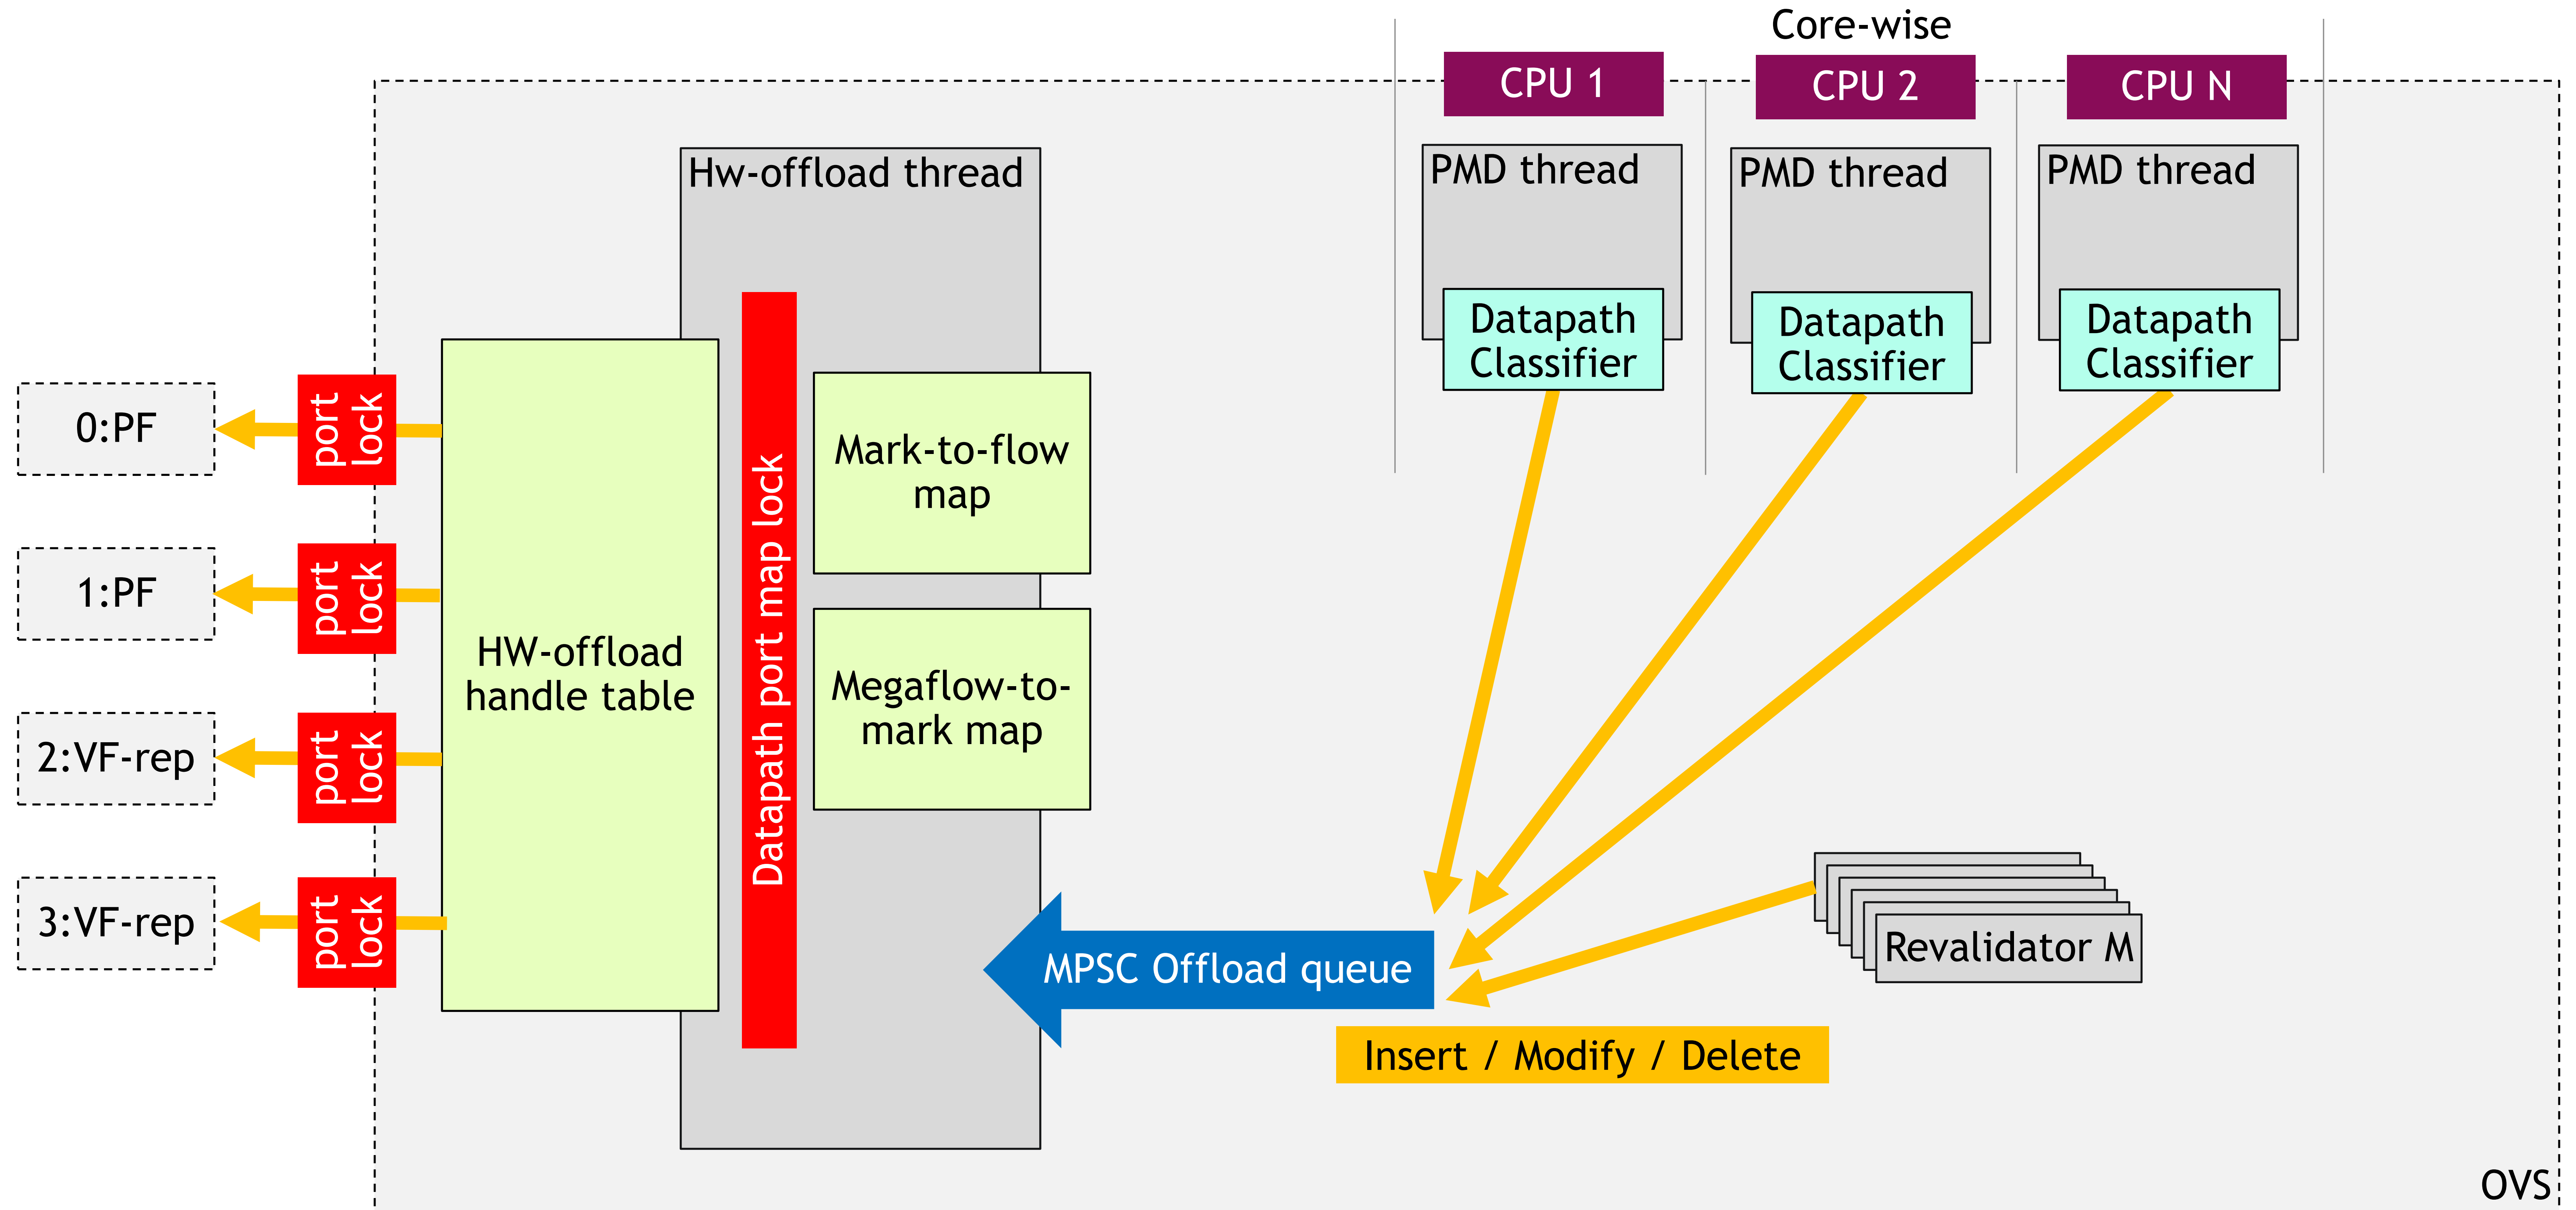 Core-wise
CPU 1
CPU 2
CPU N
Hw-offload thread
PMD thread
PMD thread
PMD thread
Datapath
Classifier
Datapath
Classifier
Datapath
Classifier
0:PF
port
lock
1:PF
port
lock
2:VF-rep
port
lock
3:VF-rep
port
lock
HW-offload
handle table
Datapath port map lock
Mark-to-flow
map
Megaflow-to-
mark map
MPSC Offload queue
Revalidator M
Insert / Modify / Delete
OVS